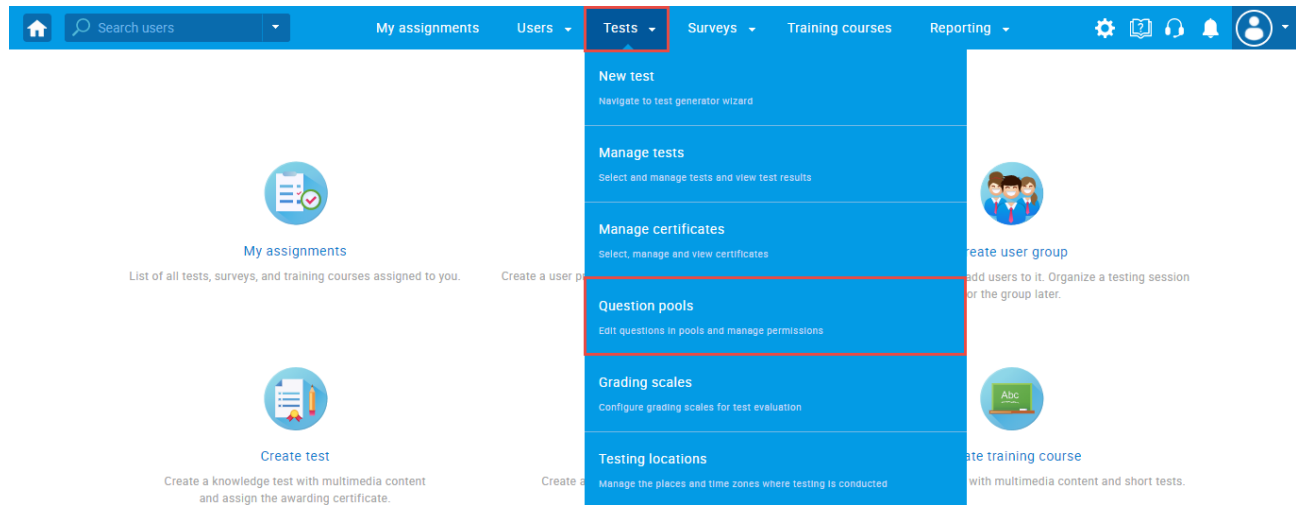 Search users
My assignments
Users
Tests
Surveys
Training courses
Reporting
New test
Navigate to test generator wizard
Manage tests
Select and manage tests and view test results
Manage certificates
Select, manage and view certificates
Question pools
Edit questions in pools and manage permissions
Grading scales
Configure grading scales for test evaluation
Testing locations
Manage the places and time zones where testing is conducted
My assignments
List of all tests, surveys, and training courses assigned to you.
Create a user
user group
add users to it. Organize a testing session
the group later.
Abc
Create test
Create a knowledge test with multimedia content
and assign the awarding certificate.
Create a
training course
with multimedia content and short tests.